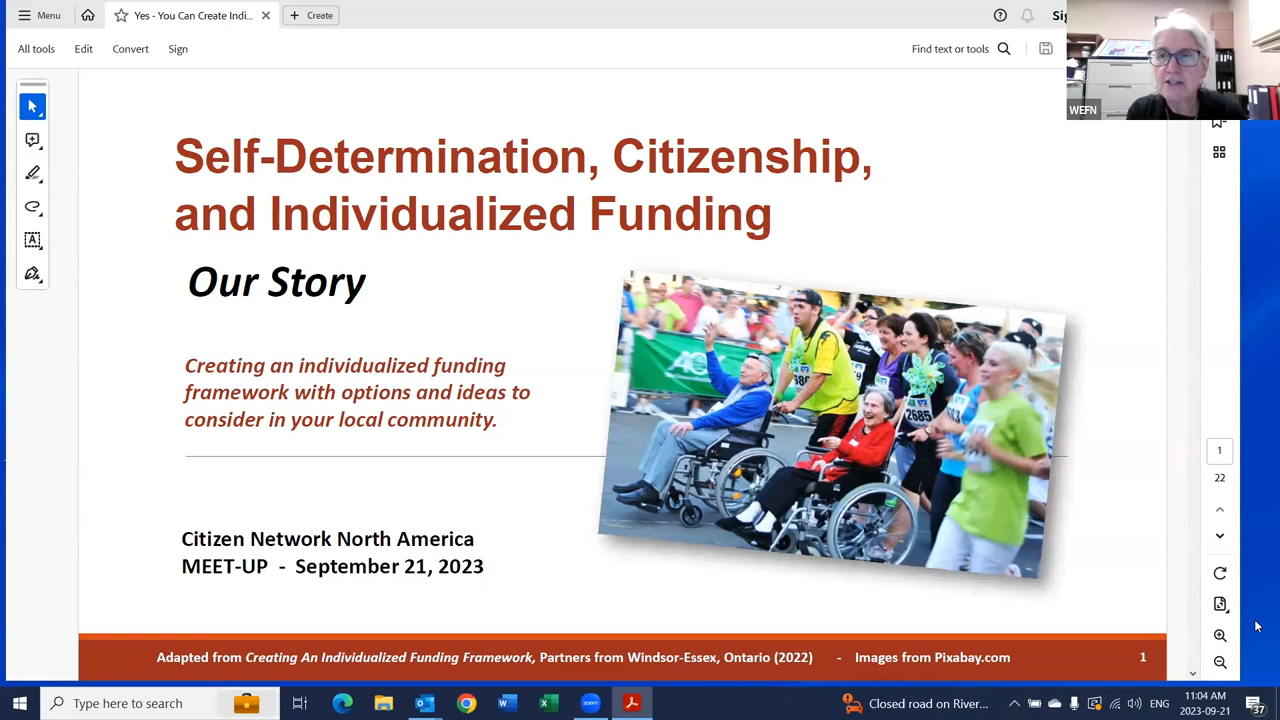 Menu
Yes - You Can Create Indi...
Create
Sig
All tools
Edit
Convert
Sign
Find text or tools
WEFN
Self-Determination, Citizenship,
and Individualized Funding
Our Story
Creating an individualized funding
framework with options and ideas to
consider in your local community.
2685
Citizen Network North America
MEET-UP - September 21, 2023
1
22
Adapted from Creating An Individualized Funding Framework, Partners from Windsor-Essex, Ontario (2022) - Images from Pixabay.com
1
Type here to search
zoom
Closed road on River...
ENG
11:04 AM
2023-09-21
37